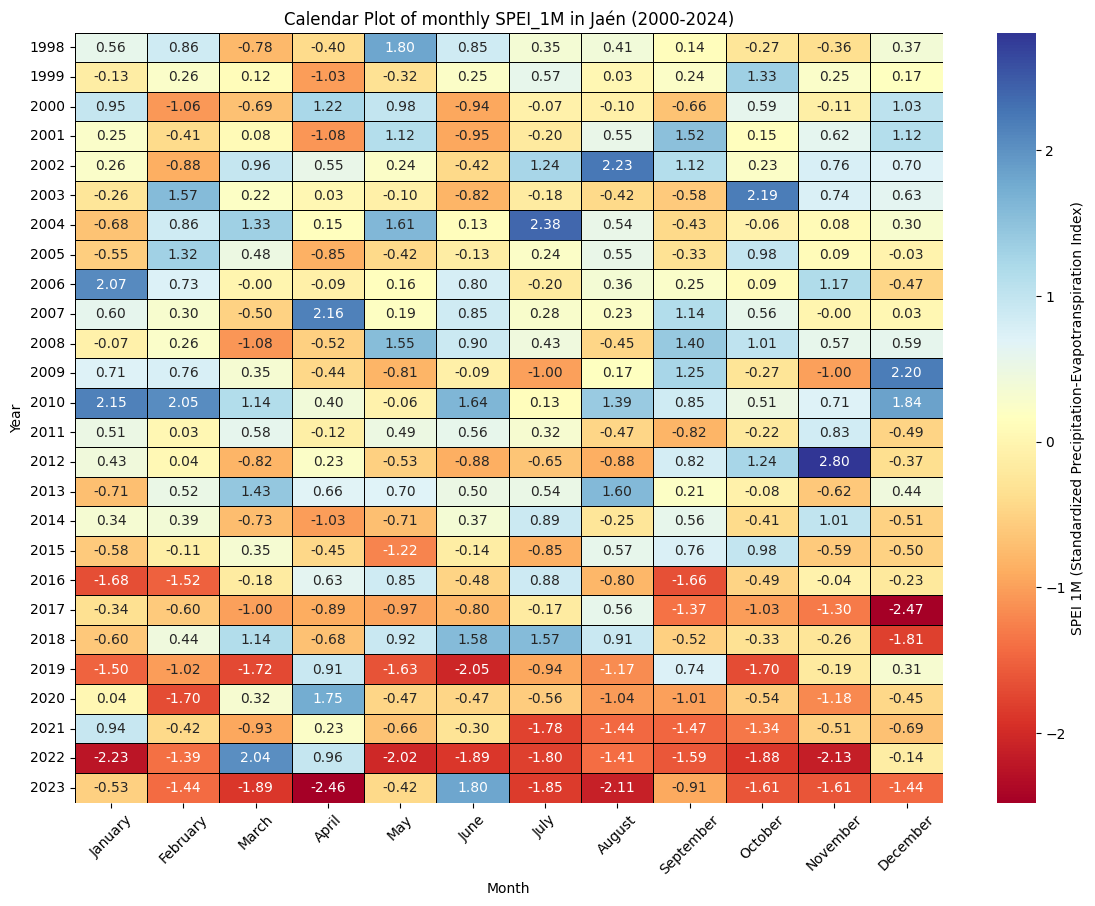 Calendar Plot of monthly SPEI_1M in Jaén (2000-2024)
Year
1998 0.56 0.86 -0.78 -0.40 1.80 0.85 0.35 0.41 0.14 -0.27 -0.36 0.37
1999 -0.13 0.26 0.12 -1.03 -0.32 0.25 0.57 0.03 0.24 1.33 0.25 0.17
2000 0.95 -1.06 -0.69 1.22 0.98 -0.94 -0.07 -0.10 -0.66 0.59 -0.11 1.03
2001 0.25 -0.41 0.08 -1.08 1.12 -0.95 -0.20 0.55 1.52 0.15 0.62 1.12
2002 0.26 -0.88 0.96 0.55 0.24 -0.42 1.24 2.23 1.12 0.23 0.76 0.70
2003 -0.26 1.57 0.22 0.03 -0.10 -0.82 -0.18 -0.42 -0.58 2.19 0.74 0.63
2004 -0.68 0.86 1.33 0.15 1.61 0.13 2.38 0.54 -0.43 -0.06 0.08 0.30
2005 -0.55 1.32 0.48 -0.85 -0.42 -0.13 0.24 0.55 -0.33 0.98 0.09 -0.03
2006 2.07 0.73 -0.00 -0.09 0.16 0.80 -0.20 0.36 0.25 0.09 1.17 -0.47
2007 0.60 0.30 -0.50 2.16 0.19 0.85 0.28 0.23 1.14 0.56 -0.00 0.03
2008 -0.07 0.26 -1.08 -0.52 1.55 0.90 0.43 -0.45 1.40 1.01 0.57 0.59
2009 0.71 0.76 0.35 -0.44 -0.81 -0.09 -1.00 0.17 1.25 -0.27 -1.00 2.20
2010 2.15 2.05 1.14 0.40 -0.06 1.64 0.13 1.39 0.85 0.51 0.71 1.84
2011 0.51 0.03 0.58 -0.12 0.49 0.56 0.32 -0.47 -0.82 -0.22 0.83 -0.49
2012 0.43 0.04 -0.82 0.23 -0.53 -0.88 -0.65 -0.88 0.82 1.24 2.80 -0.37
2013 -0.71 0.52 1.43 0.66 0.70 0.50 0.54 1.60 0.21 -0.08 -0.62 0.44
2014 0.34 0.39 -0.73 -1.03 -0.71 0.37 0.89 -0.25 0.56 -0.41 1.01 -0.51
2015 -0.58 -0.11 0.35 -0.45 -1.22 -0.14 -0.85 0.57 0.76 0.98 -0.59 -0.50
2016 -1.68 -1.52 -0.18 0.63 0.85 -0.48 0.88 -0.80 -1.66 -0.49 -0.04 -0.23
2017 -0.34 -0.60 -1.00 -0.89 -0.97 -0.80 -0.17 0.56 -1.37 -1.03 -1.30 -2.47
2018 -0.60 0.44 1.14 -0.68 0.92 1.58 1.57 0.91 -0.52 -0.33 -0.26 -1.81
2019 -1.50 -1.02 -1.72 0.91 -1.63 -2.05 -0.94 -1.17 0.74 -1.70 -0.19 0.31
2020 0.04 -1.70 0.32 1.75 -0.47 -0.47 -0.56 -1.04 -1.01 -0.54 -1.18 -0.45
2021 0.94 -0.42 -0.93 0.23 -0.66 -0.30 -1.78 -1.44 -1.47 -1.34 -0.51 -0.69
2022 -2.23 -1.39 2.04 0.96 -2.02 -1.89 -1.80 -1.41 -1.59 -1.88 -2.13 -0.14
2023 -0.53 -1.44 -1.89 -2.46 -0.42 1.80 -1.85 -2.11 -0.91 -1.61 -1.61 -1.44
January February March April May June July August September October November December
Month
2
1
0
−1
−2
SPEI 1M (Standardized Precipitation-Evapotranspiration Index)